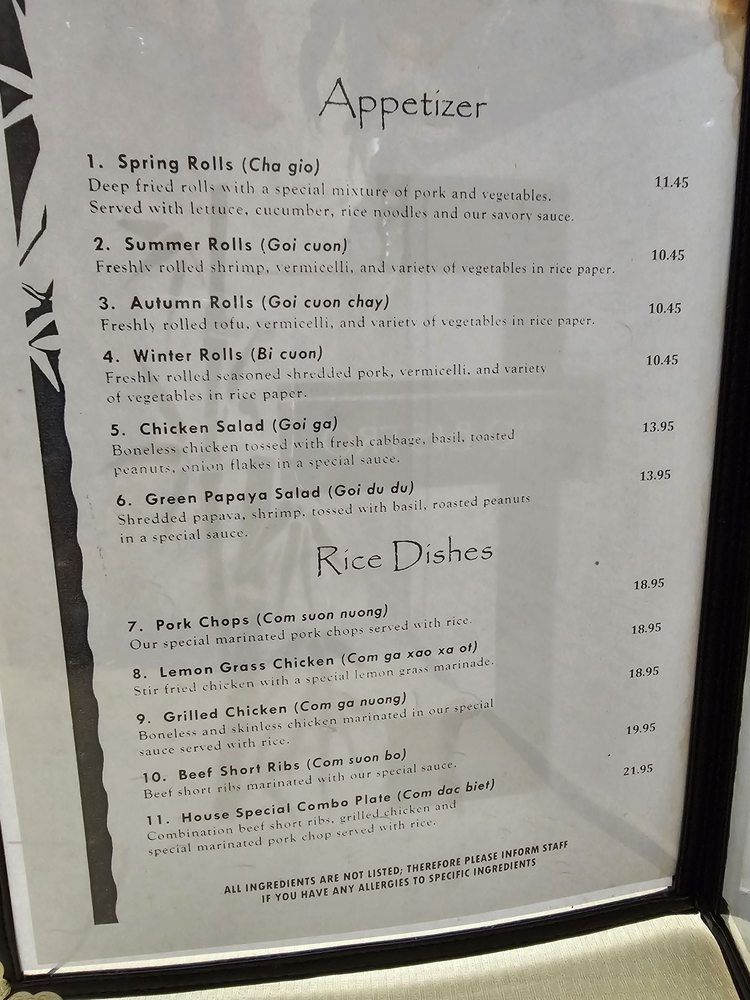 Appetizer
1. Spring Rolls (Cha gio)
Deep fried rolls with a special mixture of pork and vegetables. 11.45
Served with lettuce, cucumber, rice noodles and our savory sauce.
2. Summer Rolls (Goi cuon)
Freshly rolled shrimp, vermicelli, and variety of vegetables in rice paper. 10.45
3. Autumn Rolls (Goi cuon chay)
Freshly rolled tofu, vermicelli, and variety of vegetables in rice paper. 10.45
4. Winter Rolls (Bi cuon)
Freshly rolled seasoned shredded pork, vermicelli, and variety 10.45
of vegetables in rice paper.
5. Chicken Salad (Goi ga) 13.95
Boneless chicken tossed with fresh cabbage, basil, toasted
peanuts, onion flakes in a special sauce.
6. Green Papaya Salad (Goi du du) 13.95
Shredded papaya, shrimp, tossed with basil, roasted peanuts
in a special sauce.
Rice Dishes
7. Pork Chops (Com suon nuong) 18.95
Our special marinated pork chops served with rice.
8. Lemon Grass Chicken (Com ga xao xa ot) 18.95
Stir fried chicken with a special lemon grass marinade.
9. Grilled Chicken (Com ga nuong) 18.95
Boneless and skinless chicken marinated in our special
sauce served with rice.
10. Beef Short Ribs (Com suon bo) 19.95
Beef short ribs marinated with our special sauce.
11. House Special Combo Plate (Com dac biet) 21.95
Combination beef short ribs, grilled chicken and
special marinated pork chop served with rice.
ALL INGREDIENTS ARE NOT LISTED; THEREFORE PLEASE INFORM STAFF
IF YOU HAVE ANY ALLERGIES TO SPECIFIC INGREDIENTS